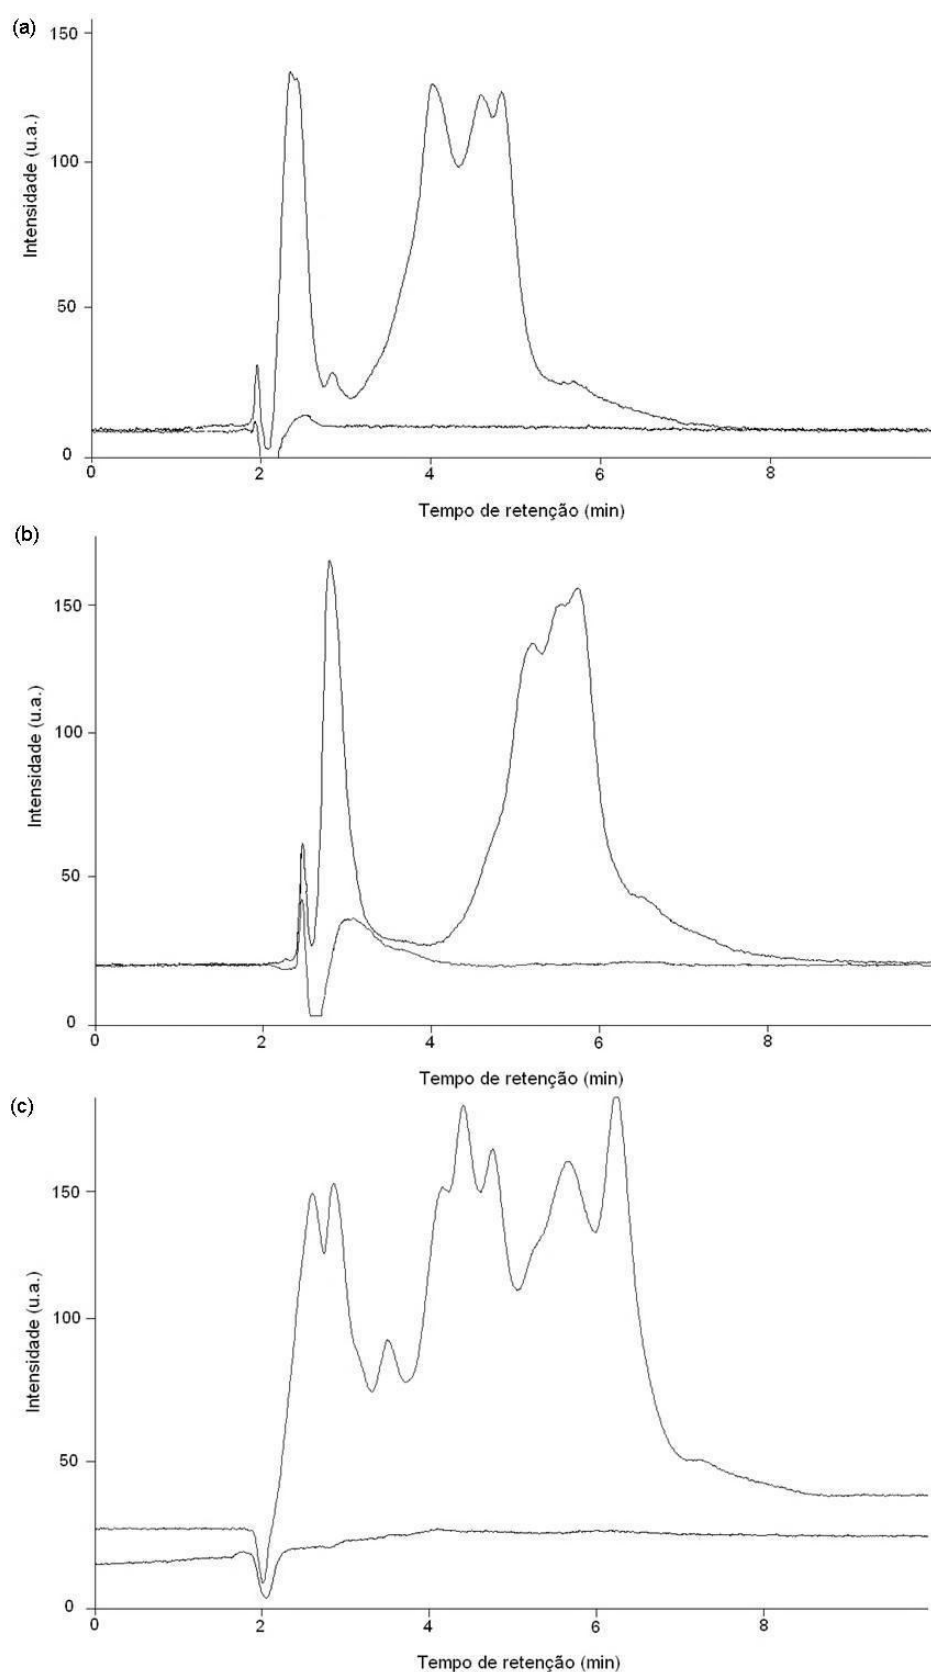 (a)
150
100
50
0
Intensidade (u.a.)
0 2 4 6 8
Tempo de retenção (min)
(b)
150
100
50
0
Intensidade (u.a.)
0 2 4 6 8
Tempo de retenção (min)
(c)
150
100
50
0
Intensidade (u.a.)
0 2 4 6 8
Tempo de retenção (min)